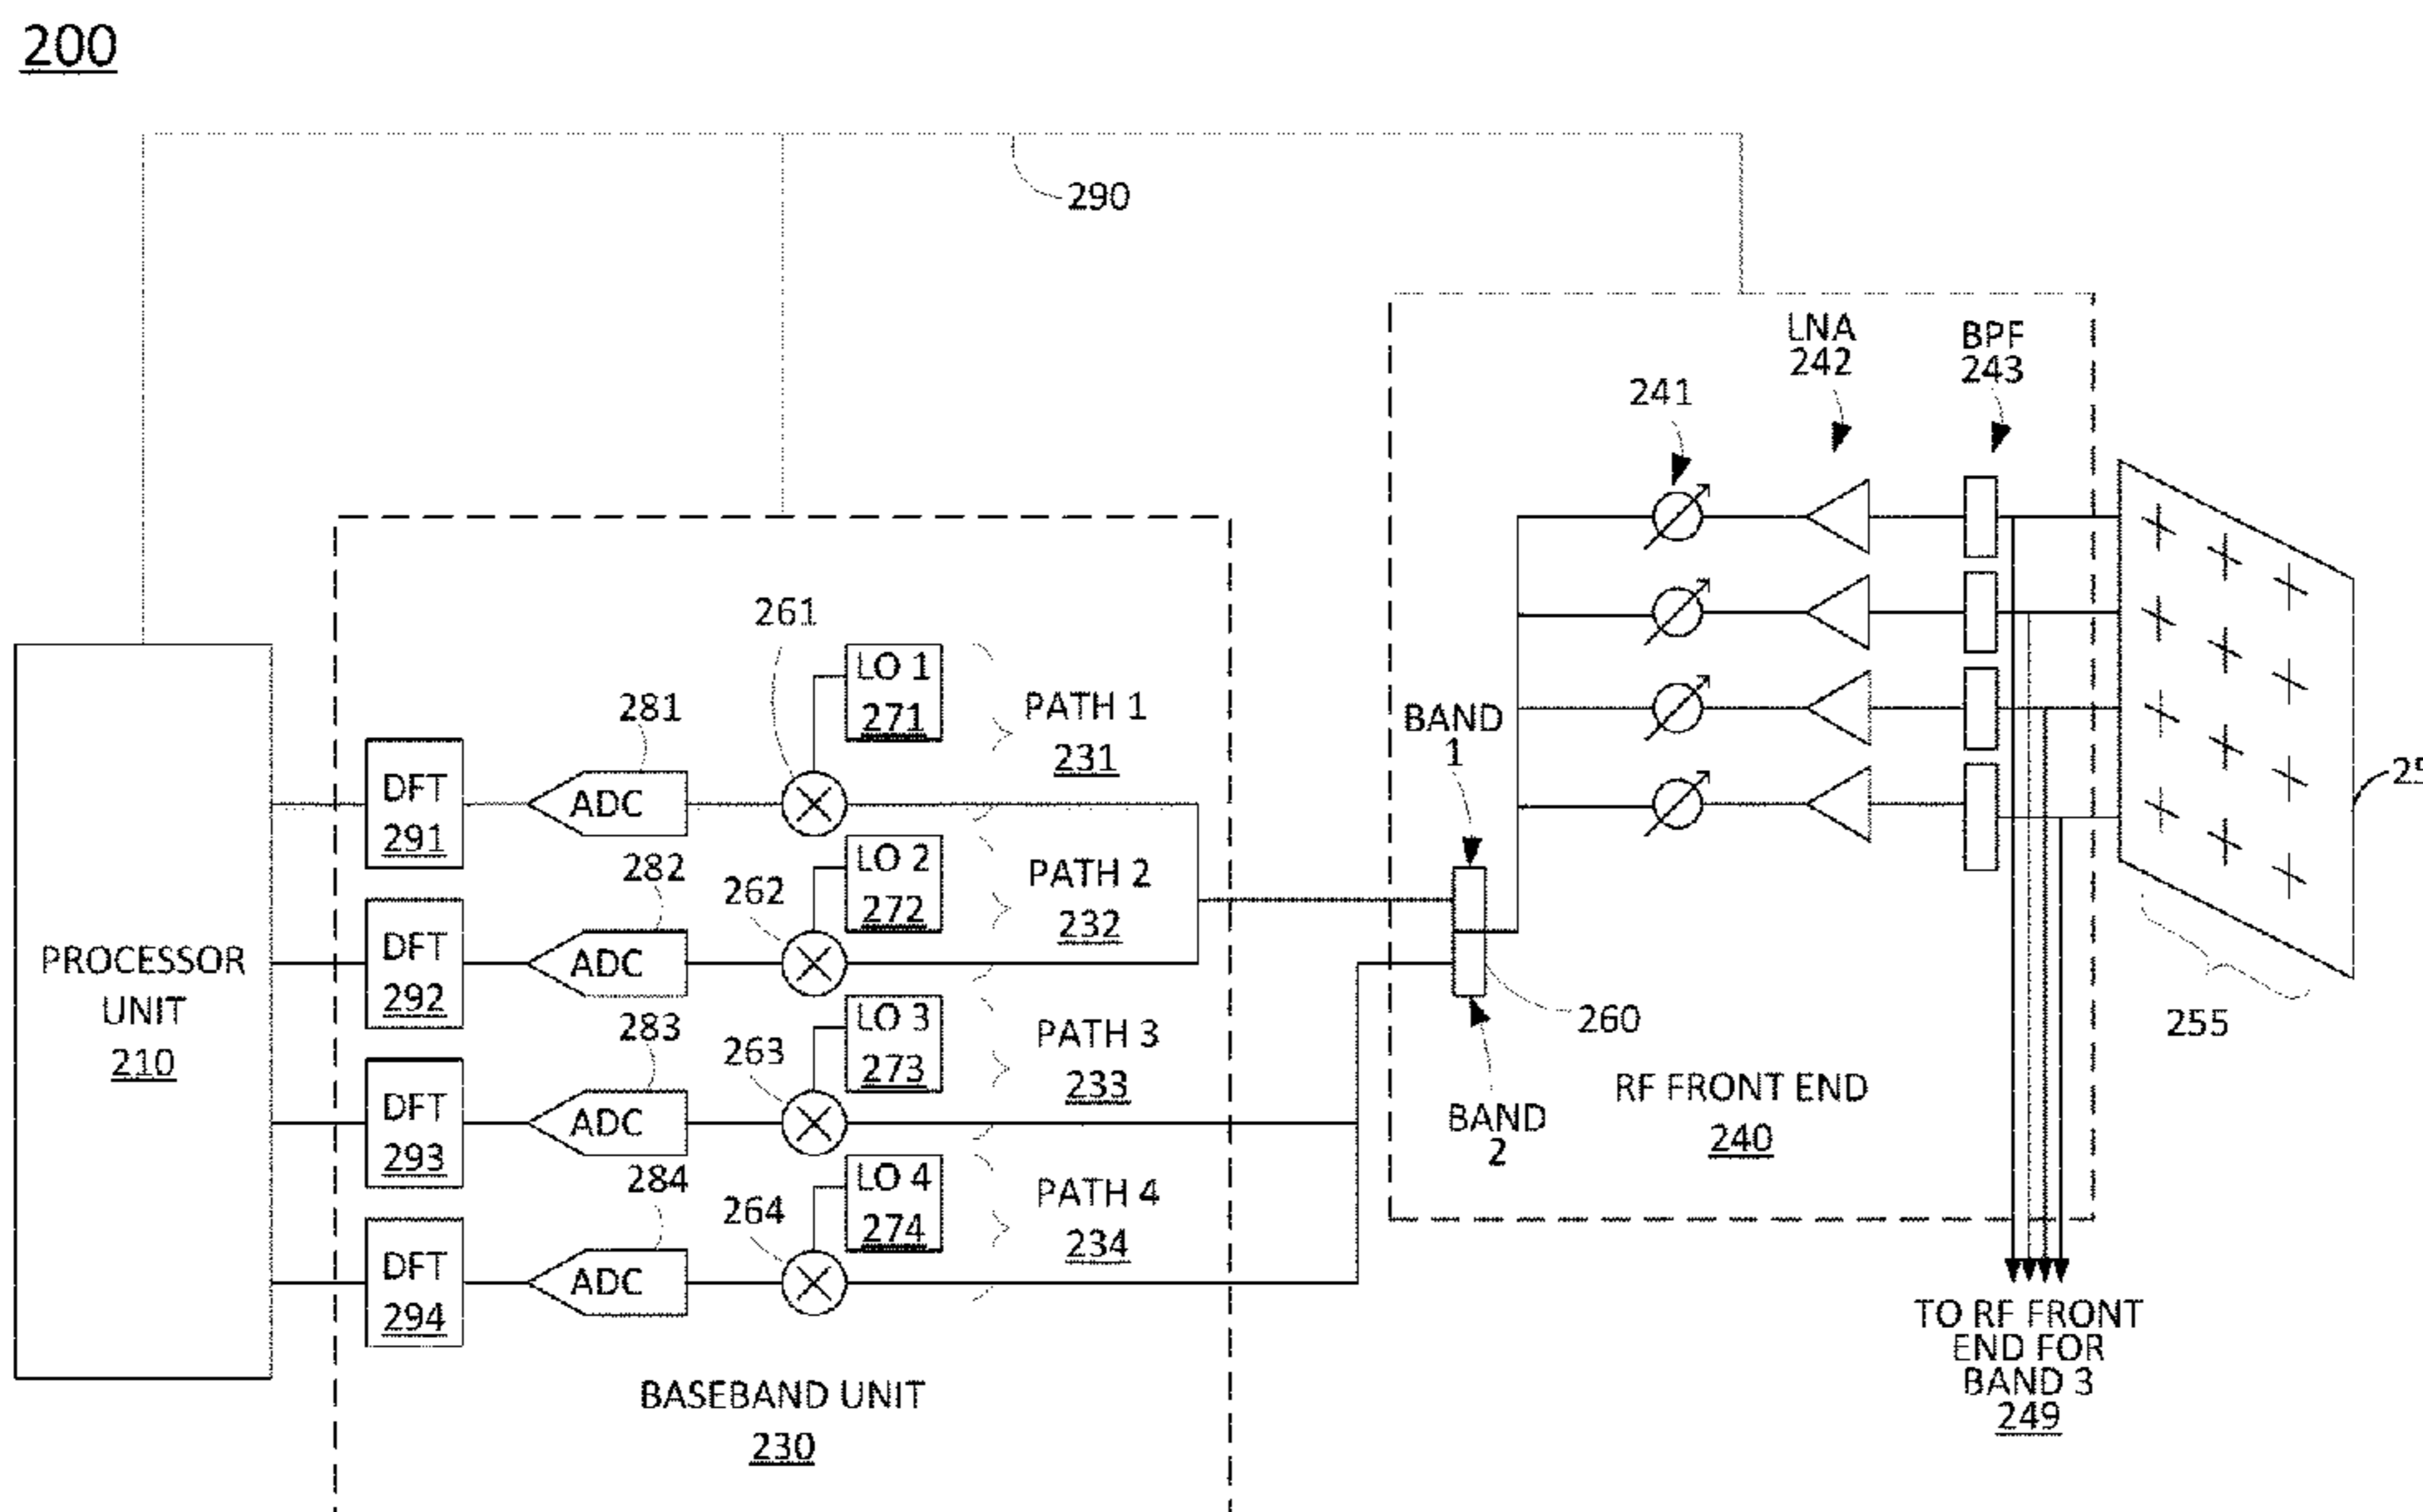 200
290
LNA
242
BPF
243
241
261
LO 1
271
PATH 1
231
281
DFT
291
ADC
BAND
1
25
282
262
LO 2
272
PATH 2
232
PROCESSOR
UNIT
210
DFT
292
ADC
283
263
LO 3
273
PATH 3
233
260
255
DFT
293
ADC
BAND
2
RF FRONT END
240
284
264
LO 4
274
PATH 4
234
DFT
294
ADC
TO RF FRONT
END FOR
BAND 3
249
BASEBAND UNIT
230